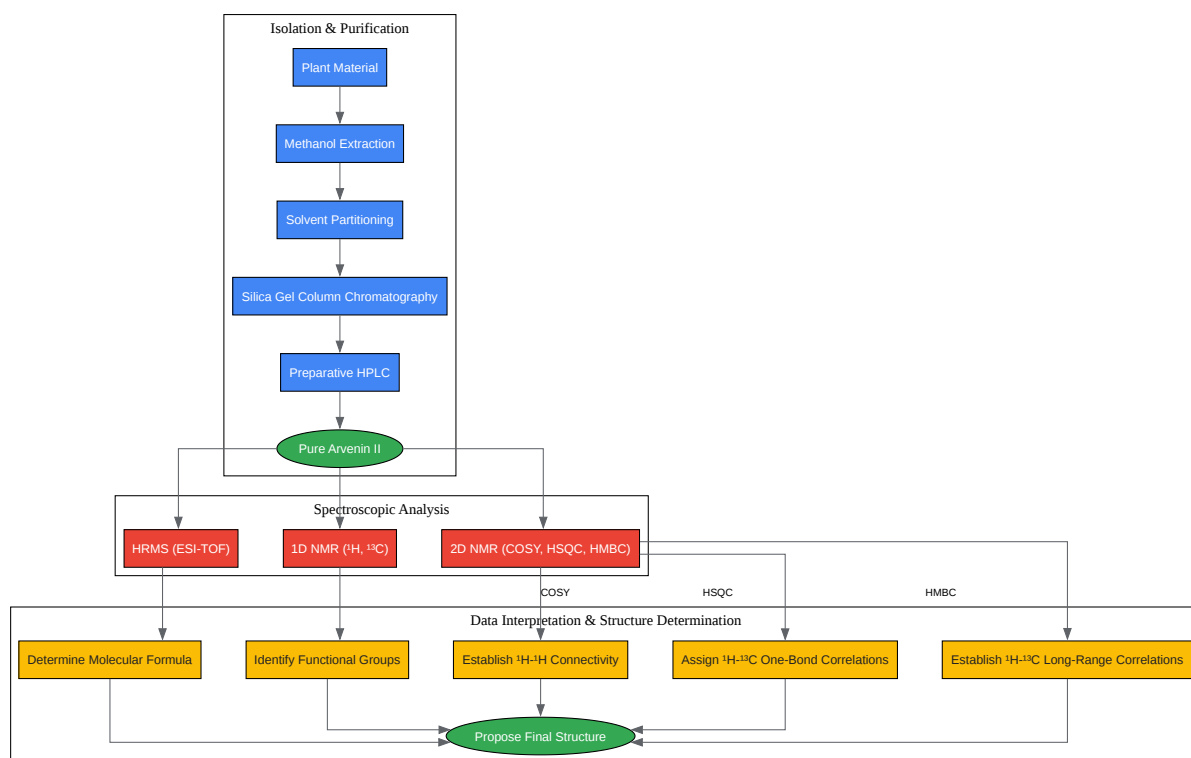 Isolation & Purification
Plant Material
Methanol Extraction
Solvent Partitioning
Silica Gel Column Chromatography
Preparative HPLC
Pure Arvenin II
Spectroscopic Analysis
HRMS (ESI-TOF)
1D NMR (¹H, ¹³C)
2D NMR (COSY, HSQC, HMBC)
COSY
HSQC
HMBC
Data Interpretation & Structure Determination
Determine Molecular Formula
Identify Functional Groups
Establish ¹H-¹H Connectivity
Assign ¹H-¹³C One-Bond Correlations
Establish ¹H-¹³C Long-Range Correlations
Propose Final Structure